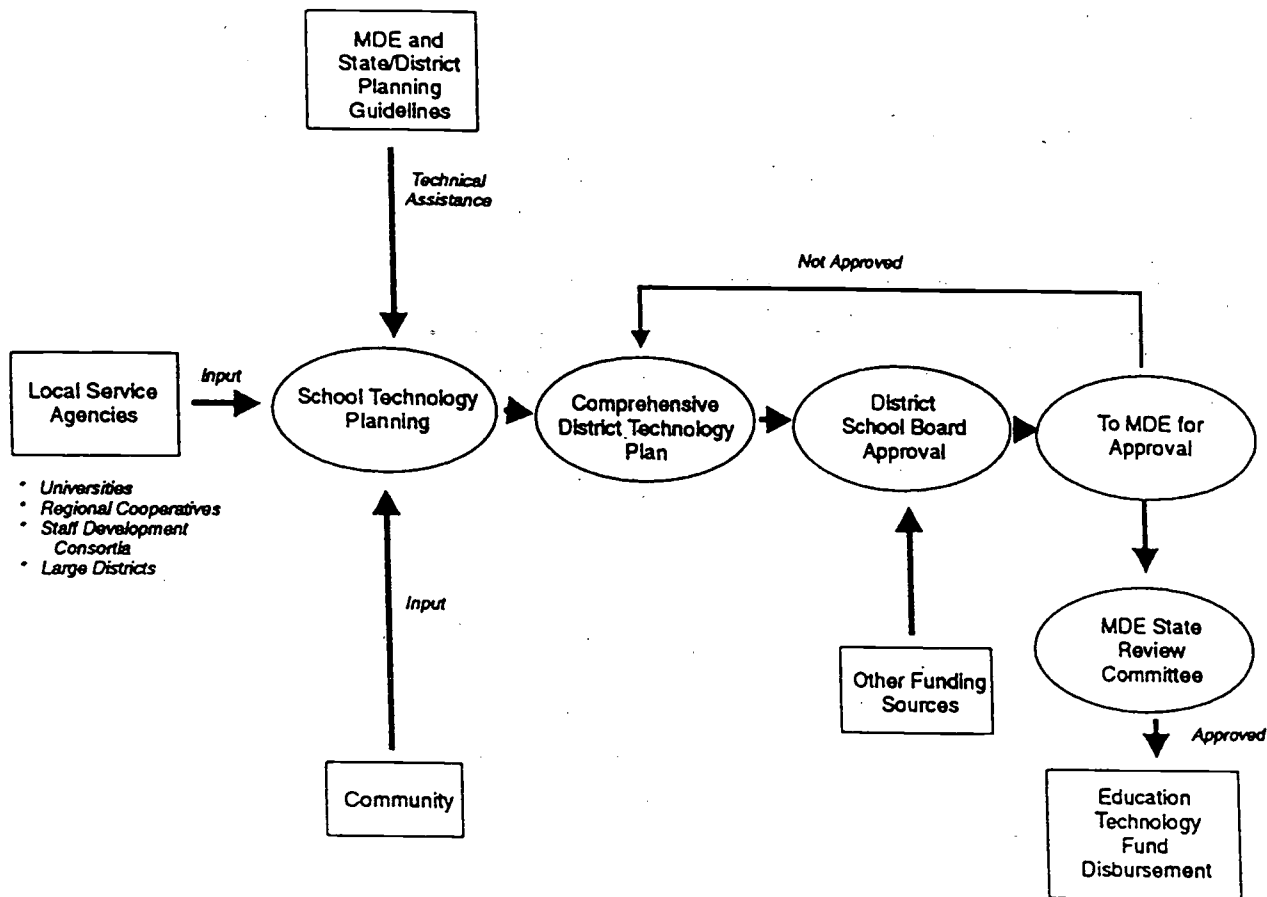 MDE and
State/District
Planning
Guidelines
Technical
Assistance
Not Approved
Local Service
Agencies
Input
School Technology
Planning
Comprehensive
District Technology
Plan
District
School Board
Approval
To MDE for
Approval
* Universities
* Regional Cooperatives
* Staff Development
Consortia
* Large Districts
Input
MDE State
Review
Committee
Other Funding
Sources
Approved
Community
Education
Technology
Fund
Disbursement